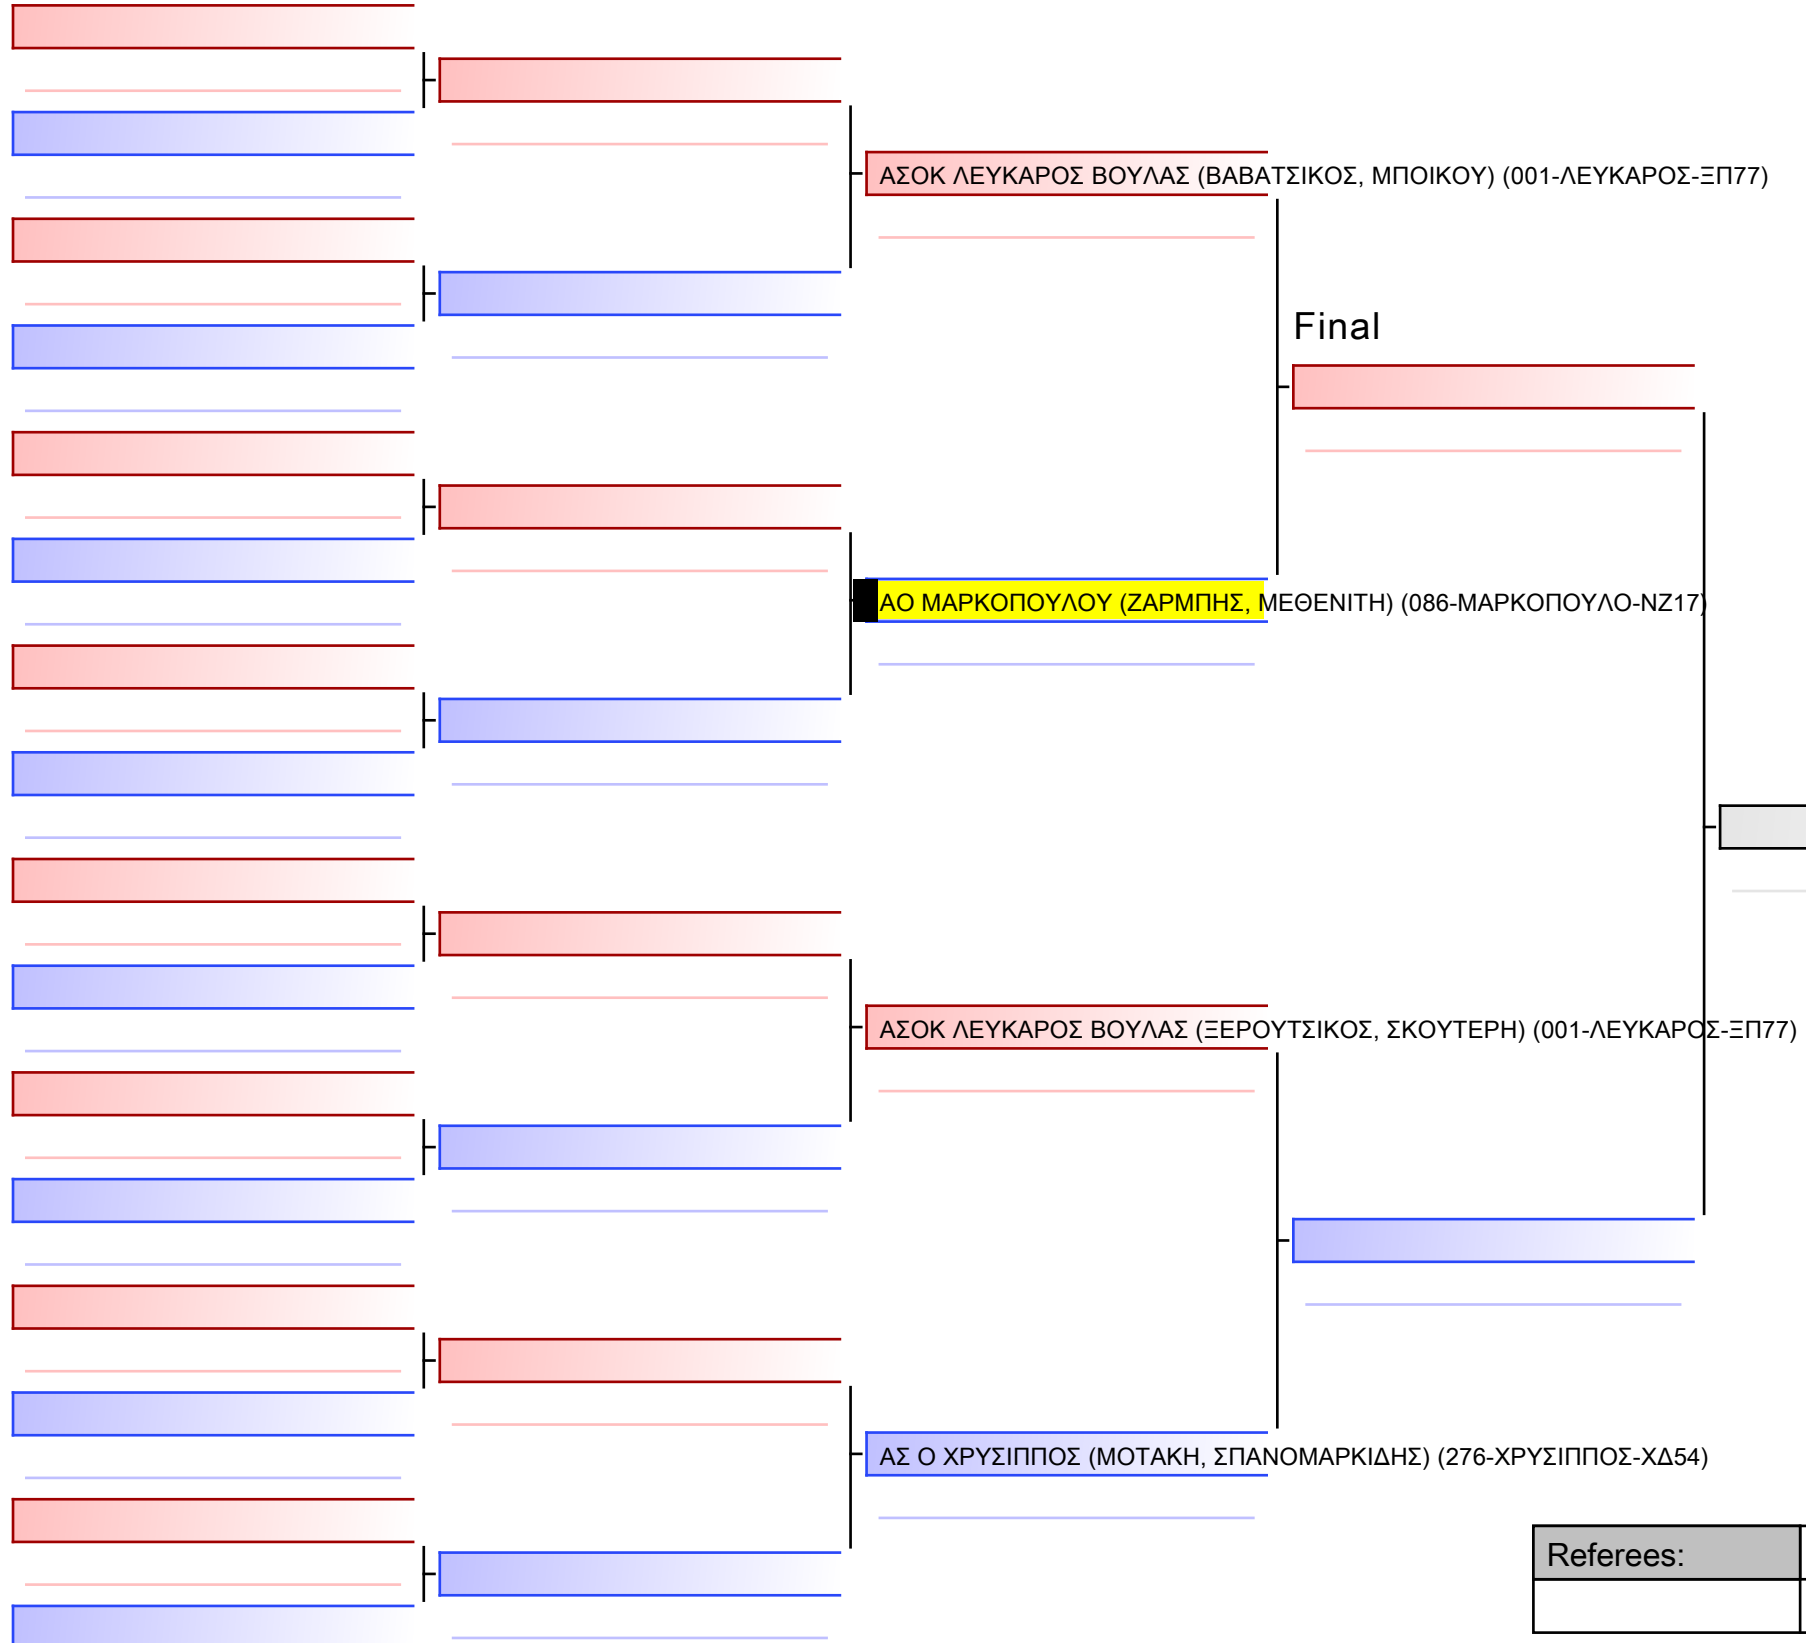 ΑΣΟΚ ΛΕΥΚΑΡΟΣ ΒΟΥΛΑΣ (ΒΑΒΑΤΣΙΚΟΣ, ΜΠΟΙΚΟΥ) (001-ΛΕΥΚΑΡΟΣ-ΞΠ77)
Final
ΑΟ ΜΑΡΚΟΠΟΥΛΟΥ (ΖΑΡΜΠΗΣ, ΜΕΘΕΝΙΤΗ) (086-ΜΑΡΚΟΠΟΥΛΟ-ΝΖ17)
ΑΣΟΚ ΛΕΥΚΑΡΟΣ ΒΟΥΛΑΣ (ΞΕΡΟΥΤΣΙΚΟΣ, ΣΚΟΥΤΕΡΗ) (001-ΛΕΥΚΑΡΟΣ-ΞΠ77)
ΑΣ Ο ΧΡΥΣΙΠΠΟΣ (ΜΟΤΑΚΗ, ΣΠΑΝΟΜΑΡΚΙΔΗΣ) (276-ΧΡΥΣΙΠΠΟΣ-ΧΔ54)
Referees: